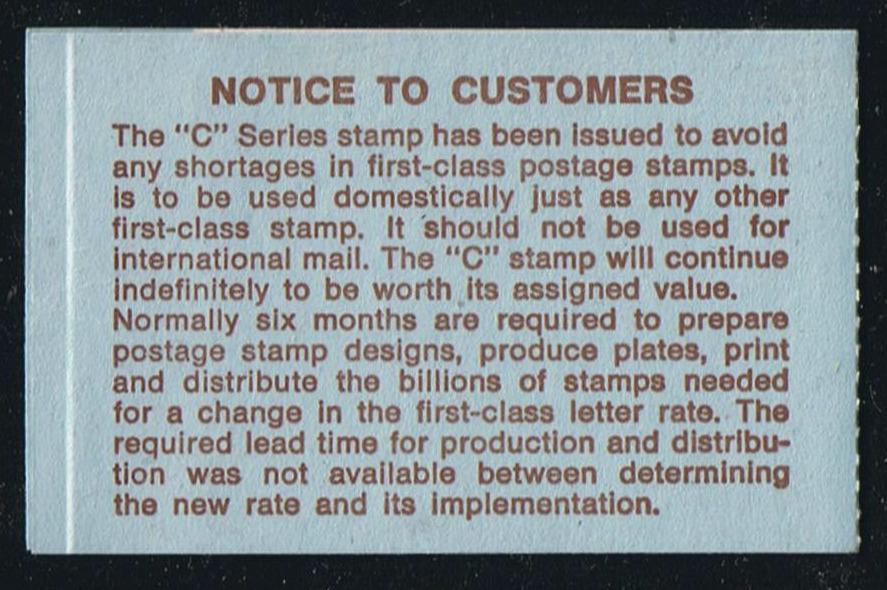 NOTICE TO CUSTOMERS
The “C” Series stamp has been issued to avoid
any shortages in first-class postage stamps. It
is to be used domestically just as any other
first-class stamp. It should not be used for
international mail. The “C” stamp will continue
indefinitely to be worth its assigned value.
Normally six months are required to prepare
postage stamp designs, produce plates, print
and distribute the billions of stamps needed
for a change in the first-class letter rate. The
required lead time for production and distribu-
tion was not available between determining
the new rate and its implementation.